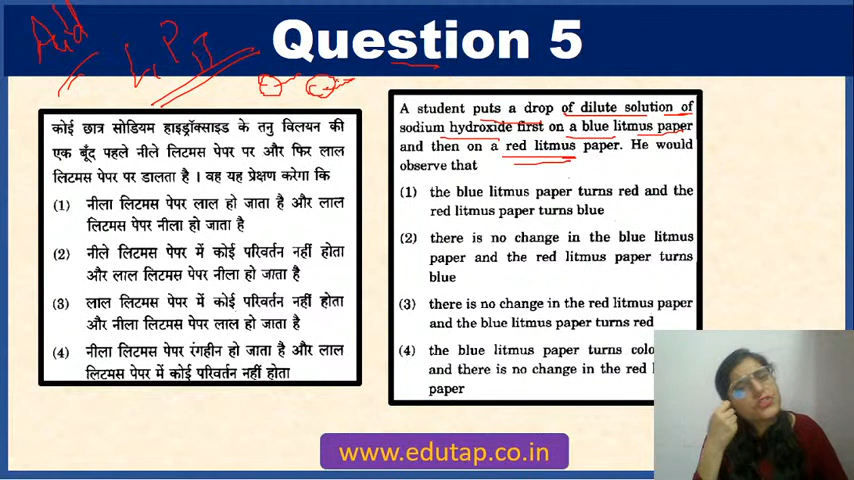 Question 5
Acid
कोई छात्र सोडियम हाइड्रॉक्साइड के तनु विलयन की
एक बूँद पहले नीले लिटमस पेपर पर और फिर लाल
लिटमस पेपर पर डालता है । वह यह प्रेक्षण करेगा कि
(1) नीला लिटमस पेपर लाल हो जाता है और लाल
लिटमस पेपर नीला हो जाता है
(2) नीले लिटमस पेपर में कोई परिवर्तन नहीं होता
और लाल लिटमस पेपर नीला हो जाता है
(3) लाल लिटमस पेपर में कोई परिवर्तन नहीं होता
और नीला लिटमस पेपर लाल हो जाता है
(4) नीला लिटमस पेपर रंगहीन हो जाता है और लाल
लिटमस पेपर में कोई परिवर्तन नहीं होता
A student puts a drop of dilute solution of
sodium hydroxide first on a blue litmus paper
and then on a red litmus paper. He would
observe that
(1) the blue litmus paper turns red and the
red litmus paper turns blue
(2) there is no change in the blue litmus
paper and the red litmus paper turns
blue
(3) there is no change in the red litmus paper
and the blue litmus paper turns red
(4) the blue litmus paper turns
and there is no change in the red
paper
www.edutap.co.in